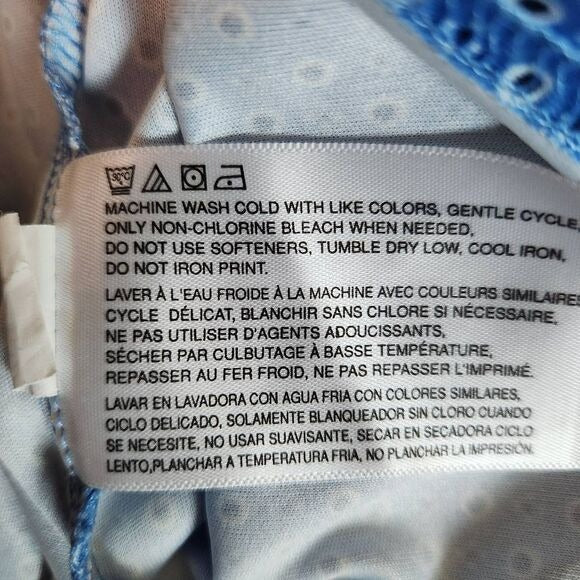 30°C
MACHINE WASH COLD WITH LIKE COLORS, GENTLE CYCLE,
ONLY NON-CHLORINE BLEACH WHEN NEEDED,
DO NOT USE SOFTENERS, TUMBLE DRY LOW, COOL IRON,
DO NOT IRON PRINT.
LAVER À L'EAU FROIDE À LA MACHINE AVEC COULEURS SIMILAIRES
CYCLE DÉLICAT, BLANCHIR SANS CHLORE SI NÉCESSAIRE,
NE PAS UTILISER D'AGENTS ADOUCISSANTS,
SÉCHER PAR CULBUTAGE À BASSE TEMPÉRATURE,
REPASSER AU FER FROID, NE PAS REPASSER L'IMPRIMÉ.
LAVAR EN LAVADORA CON AGUA FRIA CON COLORES SIMILARES,
CICLO DELICADO, SOLAMENTE BLANQUEADOR SIN CLORO CUANDO
SE NECESITE, NO USAR SUAVISANTE, SECAR EN SECADORA CICLO
LENTO,PLANCHAR A TEMPERATURA FRIA, NO PLANCHAR LA IMPRESIÓN.